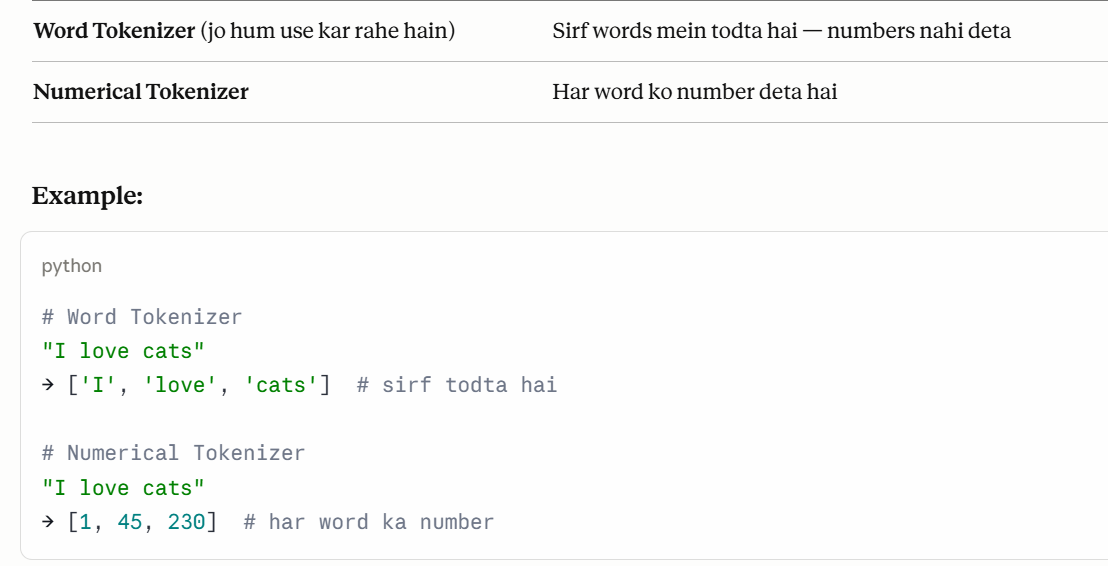 Word Tokenizer (jo hum use kar rahe hain) Sirf words mein todta hai — numbers nahi deta
Numerical Tokenizer Har word ko number deta hai
Example:
python
# Word Tokenizer
"I love cats"
→ ['I', 'love', 'cats']  # sirf todta hai
# Numerical Tokenizer
"I love cats"
→ [1, 45, 230]  # har word ka number